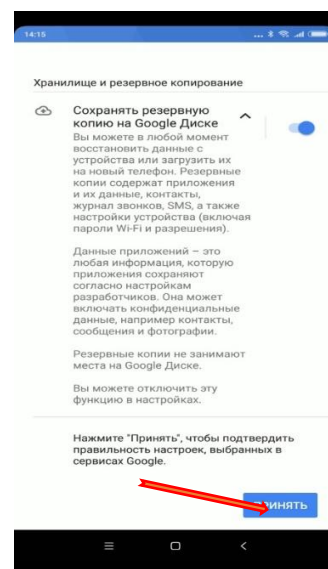 14:15
Хранилище и резервное копирование
Сохранять резервную
копию на Google Диске
Вы можете в любой момент
восстановить данные с
устройства или загрузить их
на новый телефон. Резервные
копии содержат приложения
и их данные, контакты,
журнал звонков, SMS, а также
настройки устройства (включая
пароли Wi-Fi и разрешения).
Данные приложений – это
любая информация, которую
приложения сохраняют
согласно настройкам
разработчиков. Она может
включать конфиденциальные
данные, например контакты,
сообщения и фотографии.
Резервные копии не занимают
места на Google Диске.
Вы можете отключить эту
функцию в настройках.
Нажмите "Принять", чтобы подтвердить
правильность настроек, выбранных в
сервисах Google.
ПРИНЯТЬ